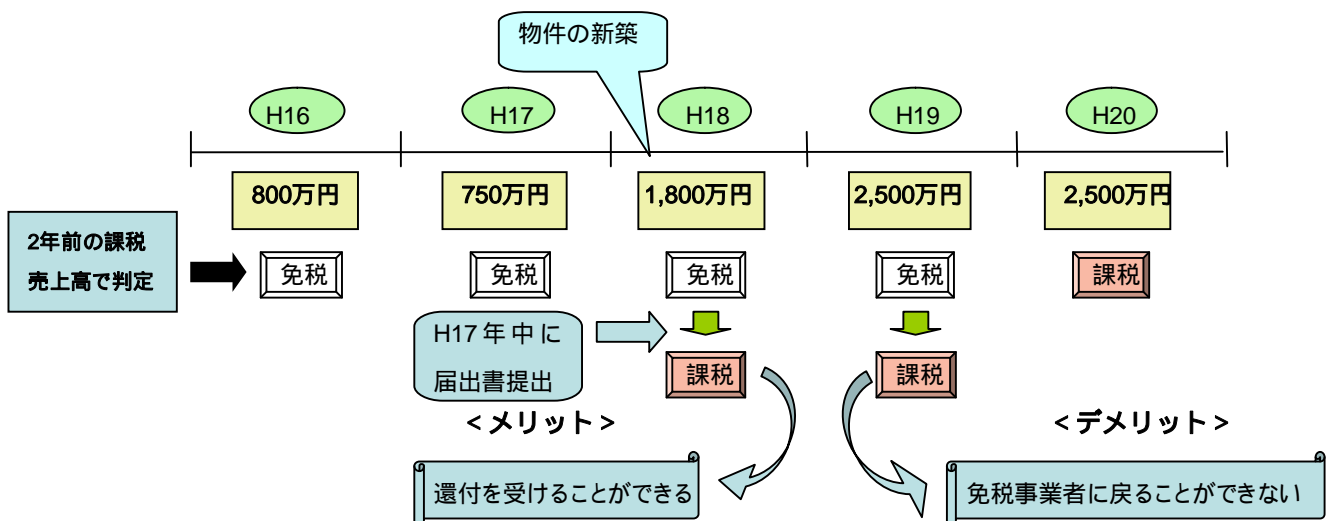 物件の新築
H16
H17
H18
H19
H20
800万円
750万円
1,800万円
2,500万円
2,500万円
2年前の課税
売上高で判定
免税
免税
免税
免税
課税
H17年中に
届出書提出
課税
課税
<メリット>
<デメリット>
還付を受けることができる
免税事業者に戻ることができない